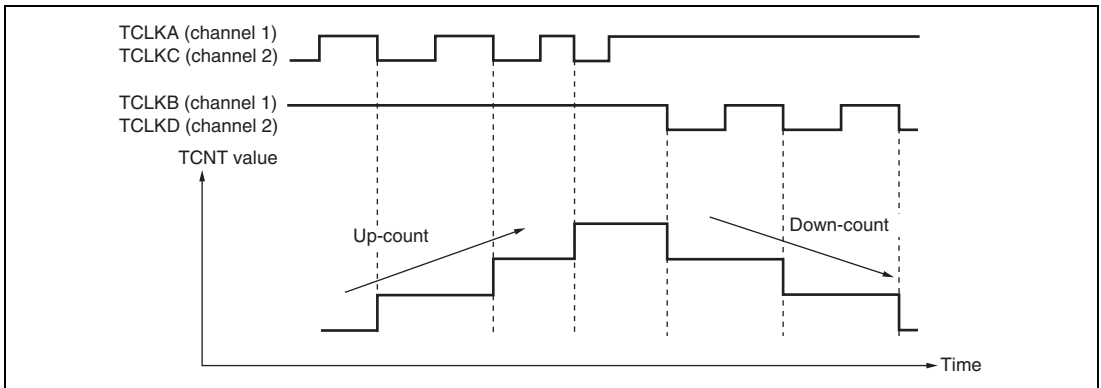 TCLKA (channel 1)
TCLKC (channel 2)
TCLKB (channel 1)
TCLKD (channel 2)
TCNT value
Up-count
Down-count
Time